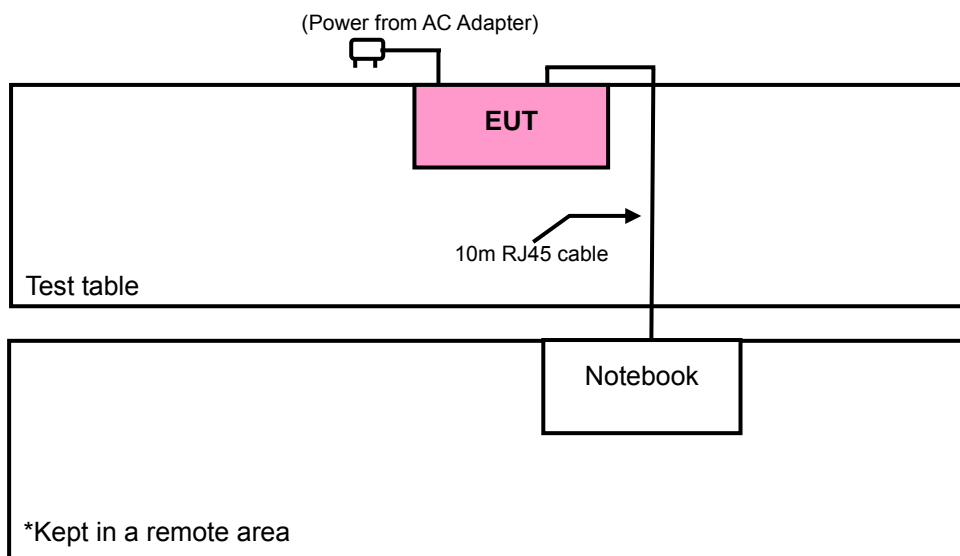 (Power from AC Adapter)
EUT
10m RJ45 cable
Test table
Notebook
*Kept in a remote area